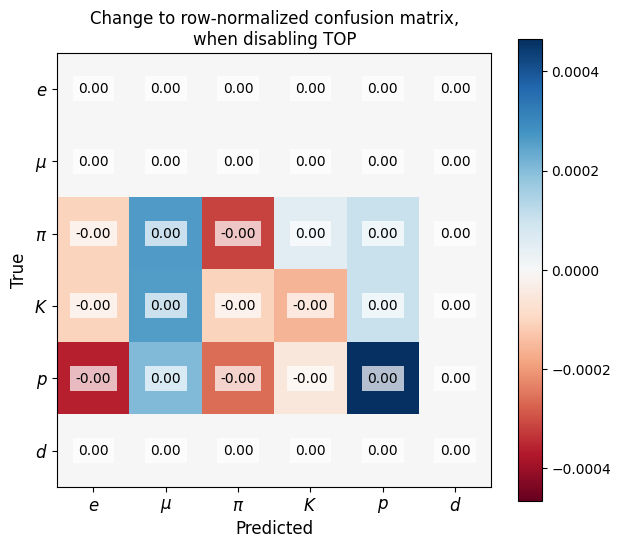 Change to row-normalized confusion matrix,
when disabling TOP
e 0.00 0.00 0.00 0.00 0.00 0.00
μ 0.00 0.00 0.00 0.00 0.00 0.00
π -0.00 0.00 -0.00 0.00 0.00 0.00
K -0.00 0.00 -0.00 -0.00 0.00 0.00
p -0.00 0.00 -0.00 -0.00 0.00 0.00
d 0.00 0.00 0.00 0.00 0.00 0.00
e μ π K p d
Predicted
True
0.0004
0.0002
0.0000
−0.0002
−0.0004